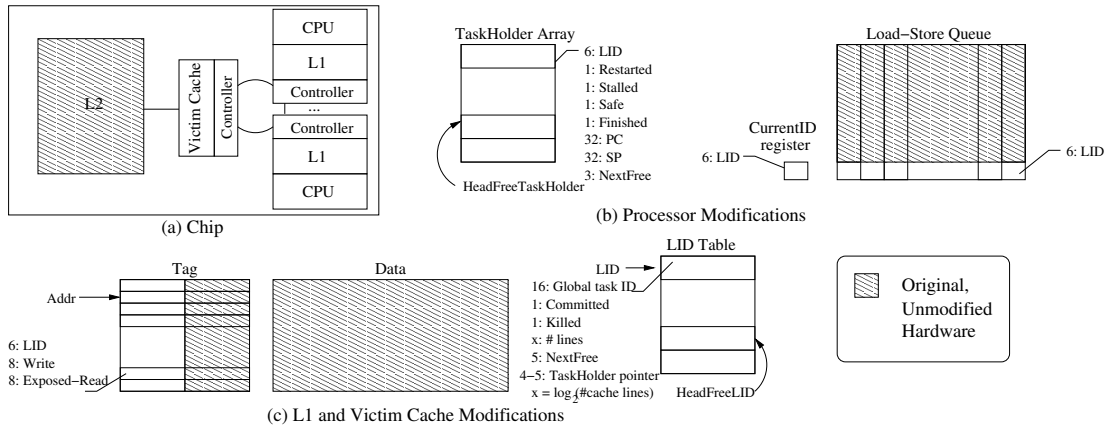 CPU
L1
Controller
...
Controller
L1
CPU
L2
Victim Cache
Controller
(a) Chip
TaskHolder Array
6: LID
1: Restarted
1: Stalled
1: Safe
1: Finished
32: PC
32: SP
3: NextFree
HeadFreeTaskHolder
CurrentID
register
6: LID
Load−Store Queue
6: LID
(b) Processor Modifications
Tag
Addr
6: LID
8: Write
8: Exposed−Read
Data
LID Table
LID
16: Global task ID
1: Committed
1: Killed
x: # lines
5: NextFree
4−5: TaskHolder pointer
x = log2(#cache lines)
HeadFreeLID
(c) L1 and Victim Cache Modifications
Original,
Unmodified
Hardware